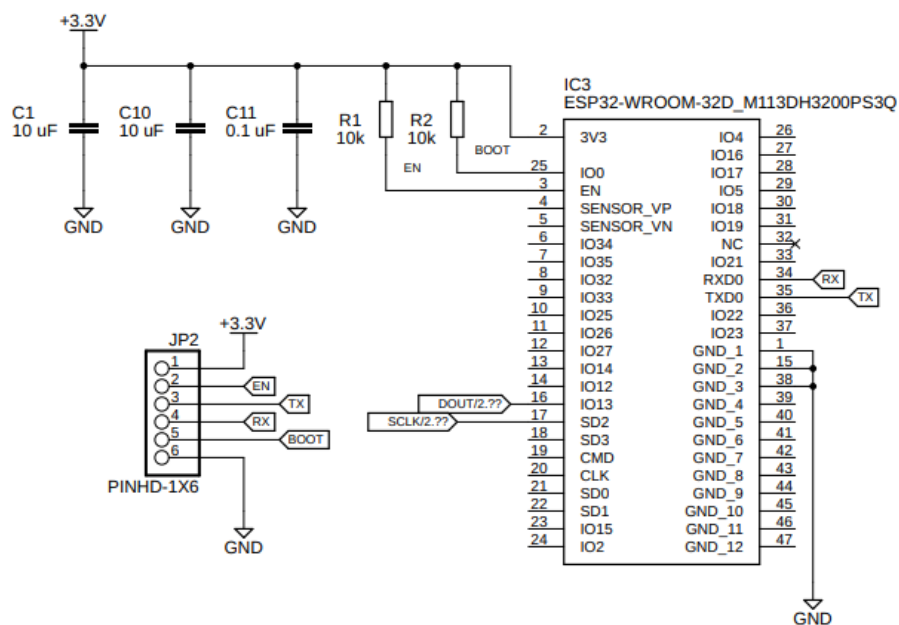 +3.3V
C1
10 uF
C10
10 uF
C11
0.1 uF
R1
10k
R2
10k
EN
BOOT
GND
GND
GND
IC3
ESP32-WROOM-32D_M113DH3200PS3Q
2 3V3 IO4 26
IO16 27
25 IO0 IO17 28
3 EN IO5 29
4 SENSOR_VP IO18 30
5 SENSOR_VN IO19 31
6 IO34 NC 32
7 IO35 IO21 33
8 IO32 RXD0 34 RX
9 IO33 TXD0 35 TX
10 IO25 IO22 36
11 IO26 IO23 37
12 IO27 GND_1 1
13 IO14 GND_2 15
14 IO12 GND_3 38
DOUT/2.?? 16 IO13 GND_4 39
SCLK/2.?? 17 SD2 GND_5 40
18 SD3 GND_6 41
19 CMD GND_7 42
20 CLK GND_8 43
21 SD0 GND_9 44
22 SD1 GND_10 45
23 IO15 GND_11 46
24 IO2 GND_12 47
GND
+3.3V
JP2
1
2 EN
3 TX
4 RX
5 BOOT
6
PINHD-1X6
GND